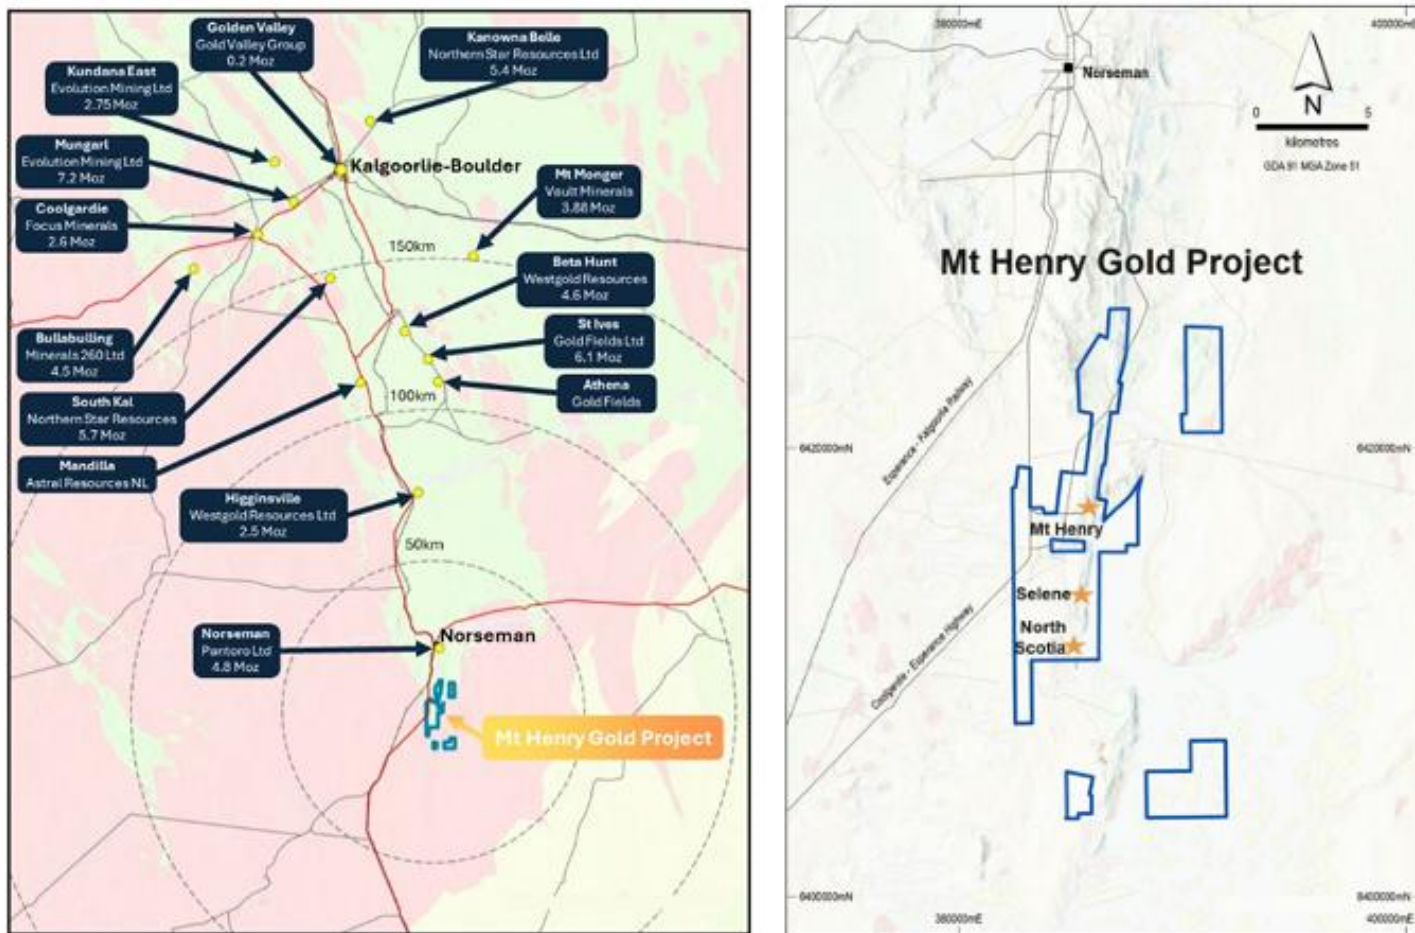 Golden Valley
Gold Valley Group
0.2 Moz
Kanowna Belle
Northern Star Resources Ltd
5.4 Moz
Kundana East
Evolution Mining Ltd
2.75 Moz
Mungari
Evolution Mining Ltd
7.2 Moz
Kalgoorlie-Boulder
Mt Monger
Vault Minerals
3.88 Moz
Coolgardie
Focus Minerals
2.6 Moz
150km
Beta Hunt
Westgold Resources
4.6 Moz
St Ives
Gold Fields Ltd
6.1 Moz
Bullabulling
Minerals 260 Ltd
4.5 Moz
Athena
Gold Fields
100km
South Kal
Northern Star Resources
5.7 Moz
Mandilla
Astral Resources NL
Higginsville
Westgold Resources Ltd
2.5 Moz
50km
Norseman
Pantoro Ltd
4.8 Moz
Norseman
Mt Henry Gold Project
380000mE
400000mE
Norseman
N
0 5
kilometres
GDA 91 MGA Zone 51
Mt Henry Gold Project
Esperance - Kalgoorlie Railway
6420000mN
6420000mN
Mt Henry
Selene
North
Scotia
Coolgardie - Esperance Highway
6400000mN
6400000mN
380000mE
400000mE